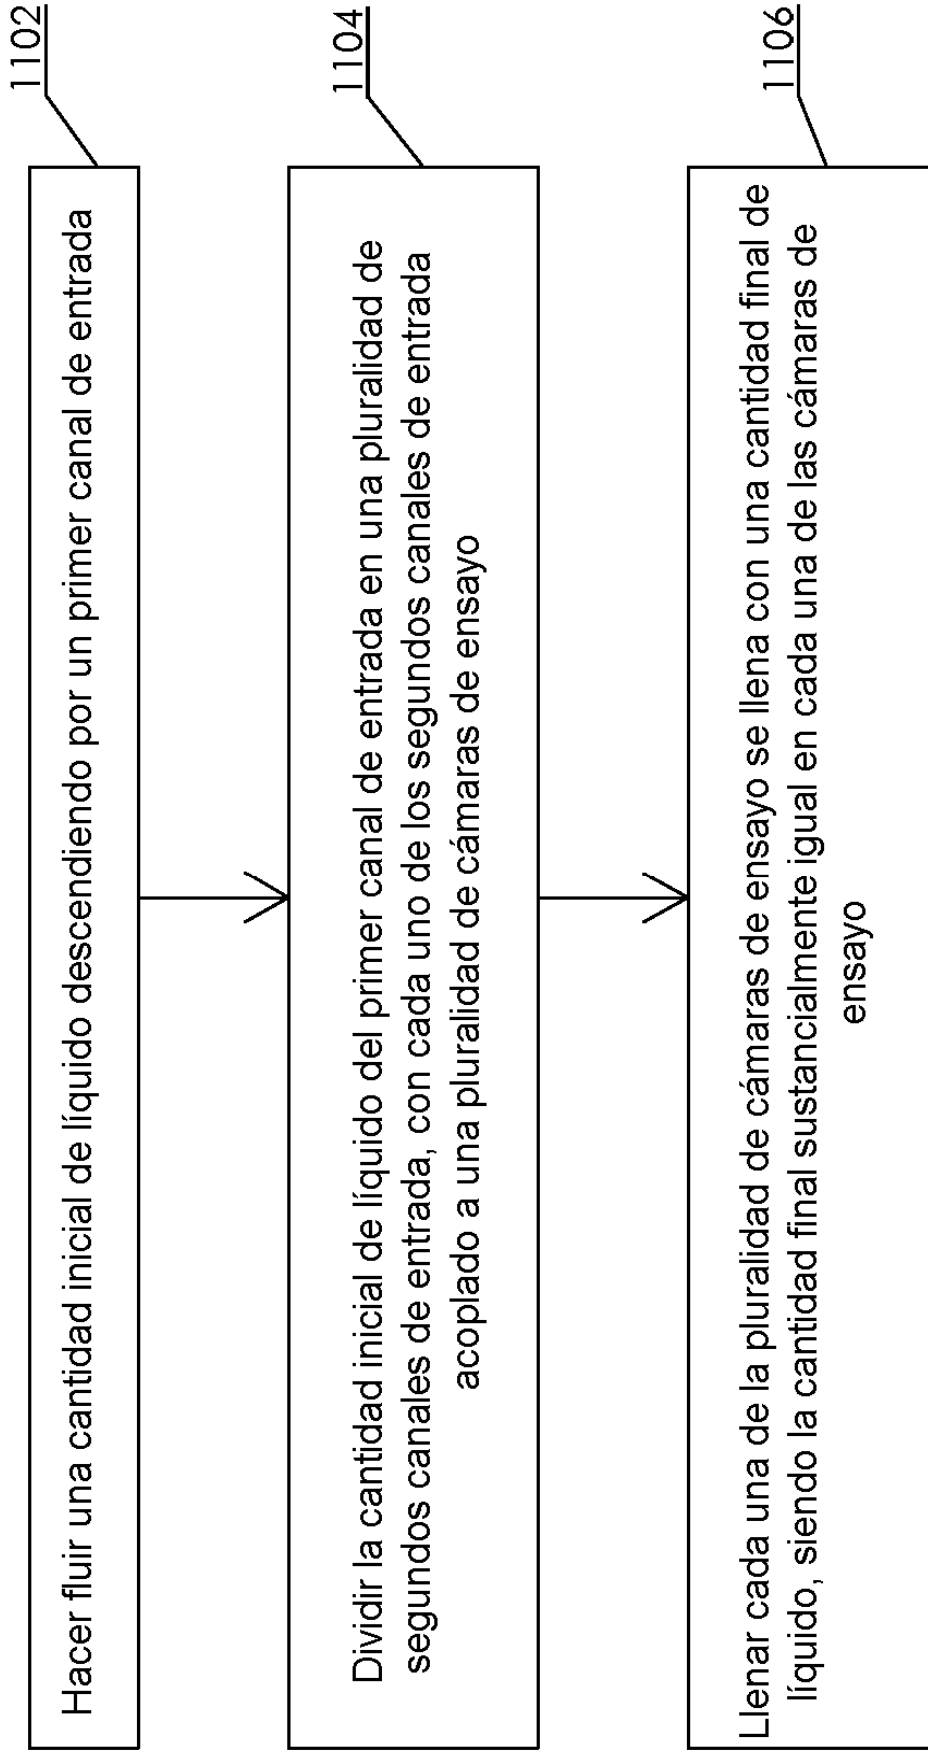 1102
Hacer fluir una cantidad inicial de líquido descendiendo por un primer canal de entrada
1104
Dividir la cantidad inicial de líquido del primer canal de entrada en una pluralidad de
segundos canales de entrada, con cada uno de los segundos canales de entrada
acoplado a una pluralidad de cámaras de ensayo
1106
Llenar cada una de la pluralidad de cámaras de ensayo se llena con una cantidad final de
líquido, siendo la cantidad final sustancialmente igual en cada una de las cámaras de
ensayo